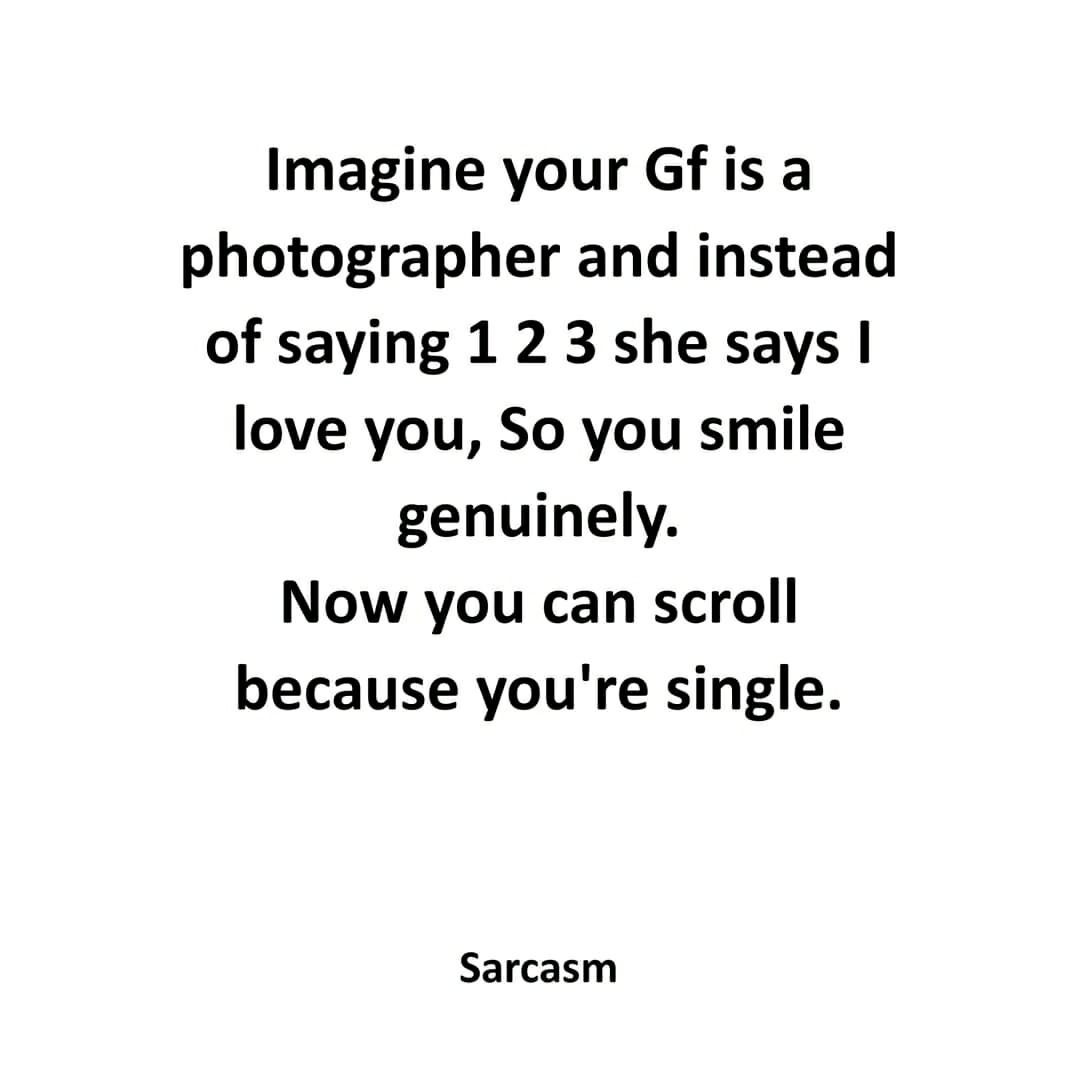 Imagine your Gf is a
photographer and instead
of saying 1 2 3 she says I
love you, So you smile
genuinely.
Now you can scroll
because you're single.
Sarcasm